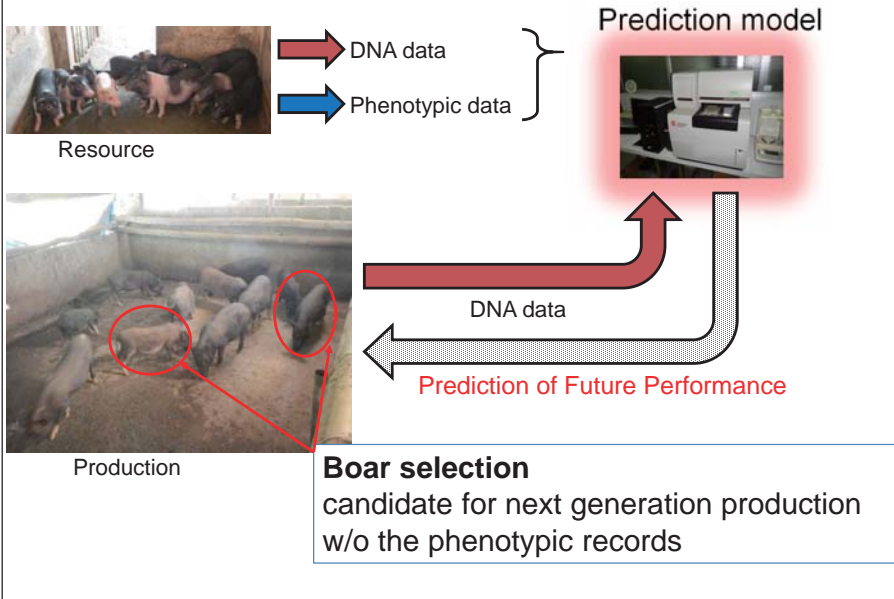 Prediction model
DNA data
Phenotypic data
Resource
DNA data
Prediction of Future Performance
Production
Boar selection
candidate for next generation production
w/o the phenotypic records